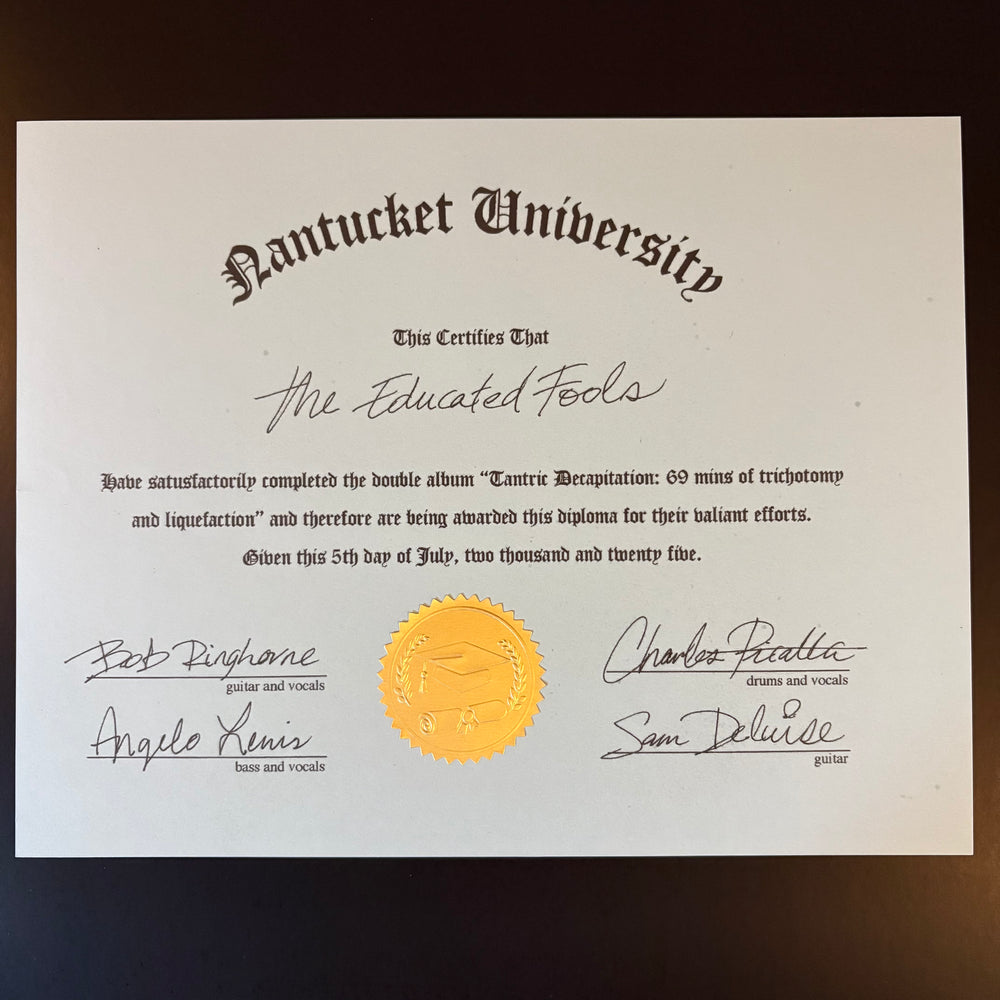 Nantucket University
This Certifies That
The Educated Fools
Have satusfactorily completed the double album “Tantric Decapitation: 69 mins of trichotomy
and liquefaction” and therefore are being awarded this diploma for their valiant efforts.
Given this 5th day of July, two thousand and twenty five.
Bob Ringhorne
guitar and vocals
Charles
drums and vocals
Angelo Lewis
bass and vocals
Sam Deluise
guitar